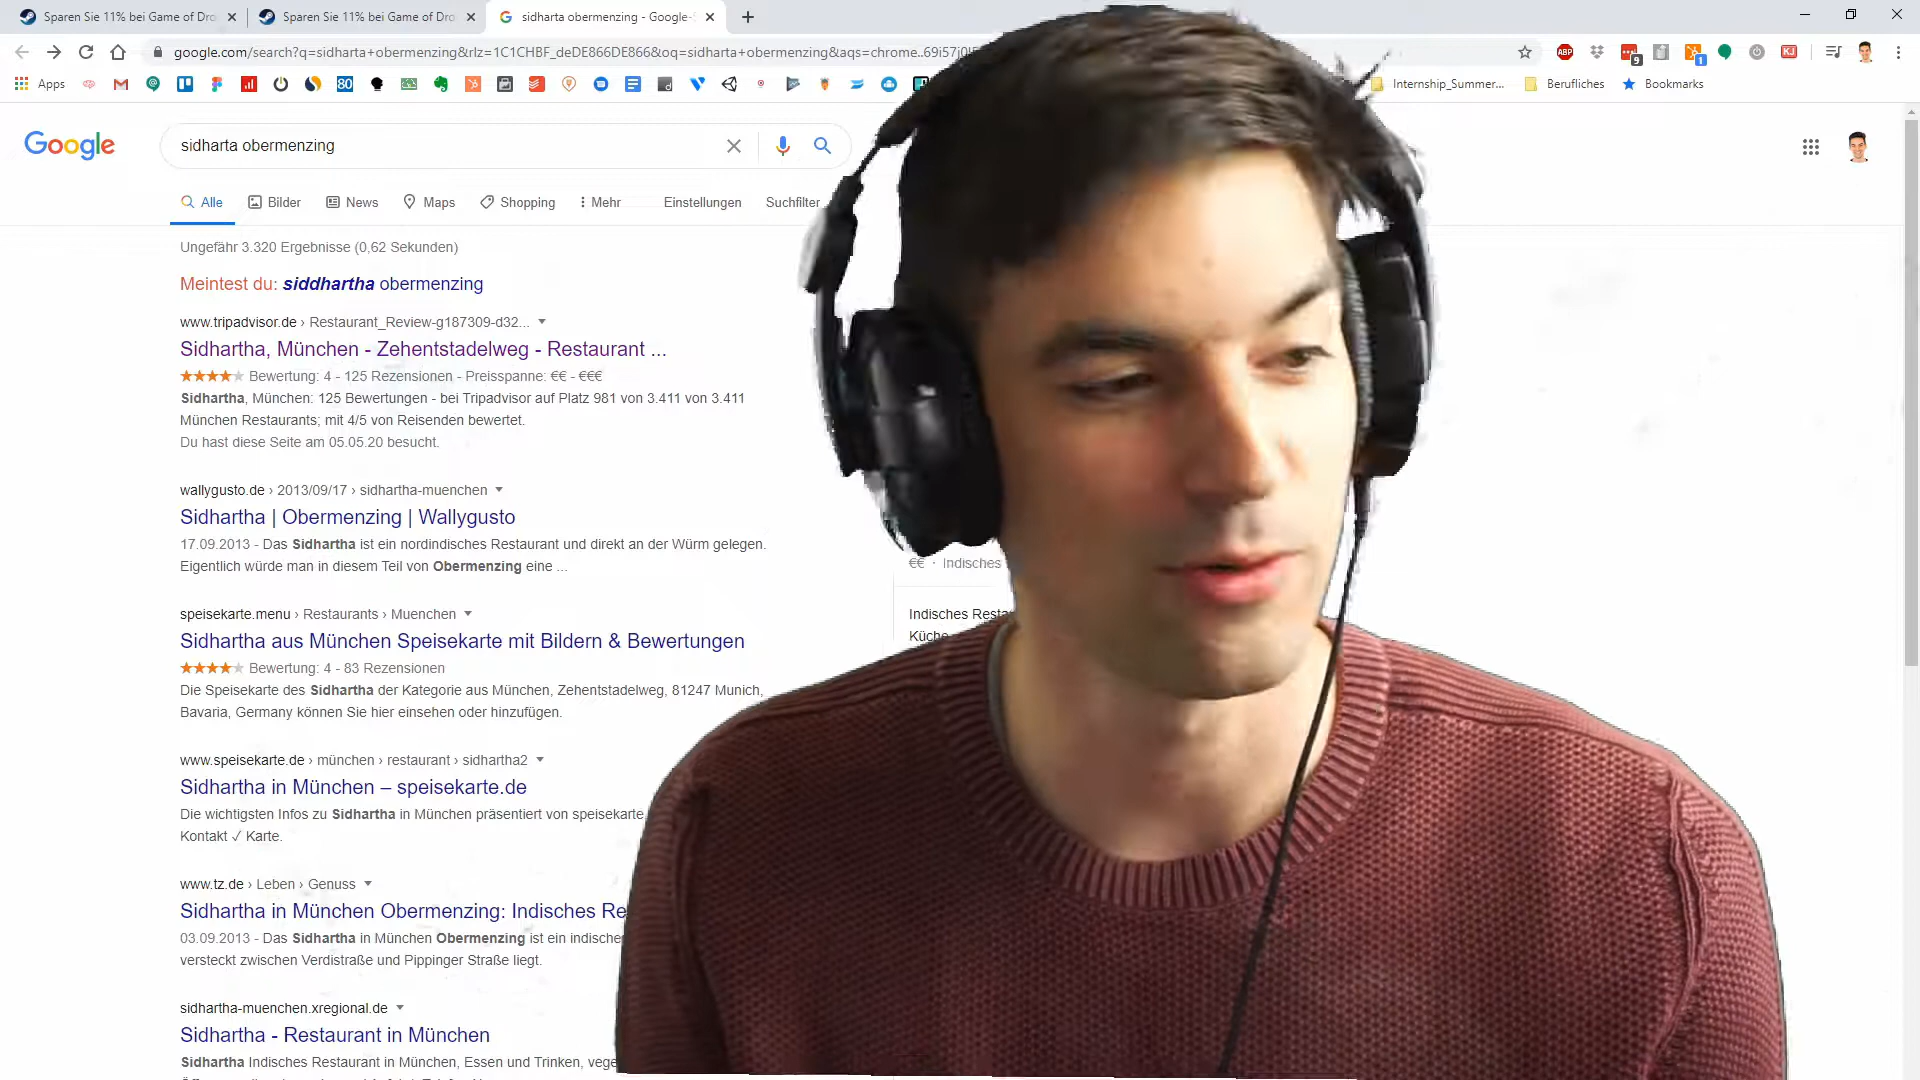 Sparen Sie 11% bei Game of Dro
Sparen Sie 11% bei Game of Dro
sidharta obermenzing - Google-
google.com/search?q=sidharta+obermenzing&rlz=1C1CHBF_deDE866DE866&oq=sidharta+obermenzing&aqs=chrome..69i57j0l
Apps
Internship_Summer...
Berufliches
Bookmarks
Google
sidharta obermenzing
Alle
Bilder
News
Maps
Shopping
Mehr
Einstellungen
Suchfilter
Ungefähr 3.320 Ergebnisse (0,62 Sekunden)
Meintest du: siddhartha obermenzing
www.tripadvisor.de › Restaurant_Review-g187309-d32...
Sidhartha, München - Zehentstadelweg - Restaurant ...
Bewertung: 4 - 125 Rezensionen - Preisspanne: €€ - €€€
Sidhartha, München: 125 Bewertungen - bei Tripadvisor auf Platz 981 von 3.411 von 3.411
München Restaurants; mit 4/5 von Reisenden bewertet.
Du hast diese Seite am 05.05.20 besucht.
wallygusto.de › 2013/09/17 › sidhartha-muenchen
Sidhartha | Obermenzing | Wallygusto
17.09.2013 - Das Sidhartha ist ein nordindisches Restaurant und direkt an der Würm gelegen.
Eigentlich würde man in diesem Teil von Obermenzing eine ...
speisekarte.menu › Restaurants › Muenchen
Sidhartha aus München Speisekarte mit Bildern & Bewertungen
Bewertung: 4 - 83 Rezensionen
Die Speisekarte des Sidhartha der Kategorie aus München, Zehentstadelweg, 81247 Munich,
Bavaria, Germany können Sie hier einsehen oder hinzufügen.
www.speisekarte.de › münchen › restaurant › sidhartha2
Sidhartha in München – speisekarte.de
Die wichtigsten Infos zu Sidhartha in München präsentiert von speisekarte.
Kontakt ✓ Karte.
www.tz.de › Leben › Genuss
Sidhartha in München Obermenzing: Indisches Re
03.09.2013 - Das Sidhartha in München Obermenzing ist ein indische
versteckt zwischen Verdistraße und Pippinger Straße liegt.
sidhartha-muenchen.xregional.de
Sidhartha - Restaurant in München
Sidhartha Indisches Restaurant in München, Essen und Trinken, vege
€€ · Indisches
Indisches Resta
Küche